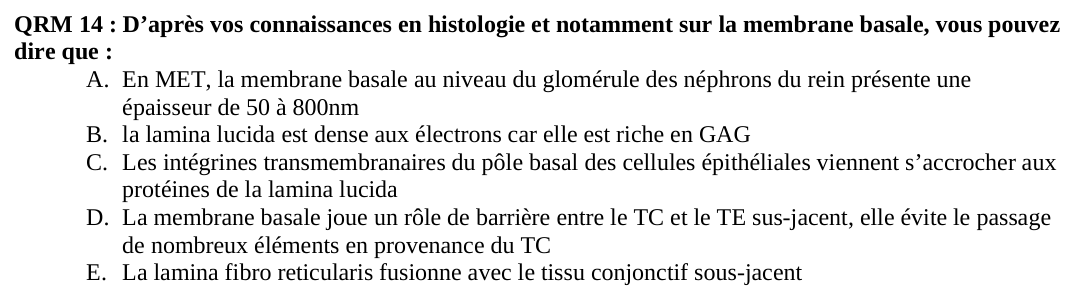 QRM 14 : D’après vos connaissances en histologie et notamment sur la membrane basale, vous pouvez
dire que :
A. En MET, la membrane basale au niveau du glomérule des néphrons du rein présente une
épaisseur de 50 à 800nm
B. la lamina lucida est dense aux électrons car elle est riche en GAG
C. Les intégrines transmembranaires du pôle basal des cellules épithéliales viennent s’accrocher aux
protéines de la lamina lucida
D. La membrane basale joue un rôle de barrière entre le TC et le TE sus-jacent, elle évite le passage
de nombreux éléments en provenance du TC
E. La lamina fibro reticularis fusionne avec le tissu conjonctif sous-jacent